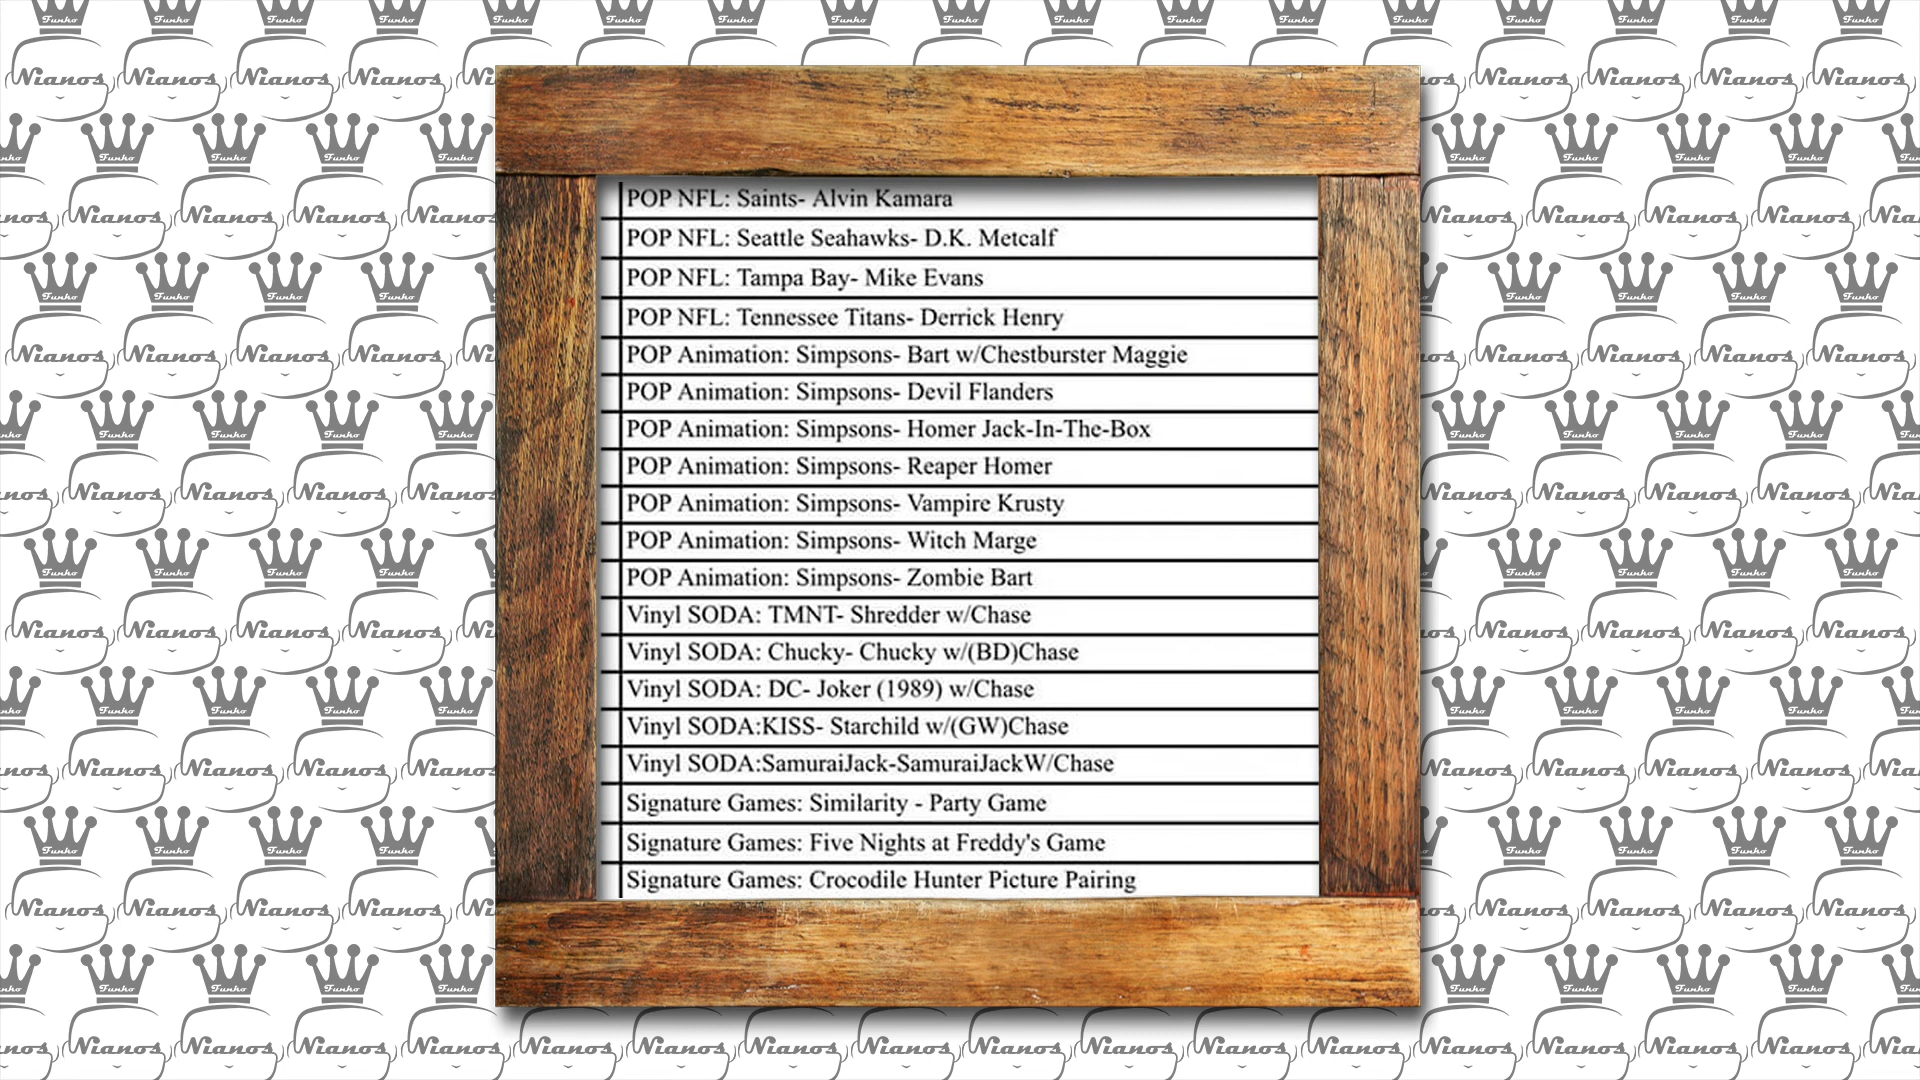 POP NFL: Saints- Alvin Kamara
POP NFL: Seattle Seahawks- D.K. Metcalf
POP NFL: Tampa Bay- Mike Evans
POP NFL: Tennessee Titans- Derrick Henry
POP Animation: Simpsons- Bart w/Chestburster Maggie
POP Animation: Simpsons- Devil Flanders
POP Animation: Simpsons- Homer Jack-In-The-Box
POP Animation: Simpsons- Reaper Homer
POP Animation: Simpsons- Vampire Krusty
POP Animation: Simpsons- Witch Marge
POP Animation: Simpsons- Zombie Bart
Vinyl SODA: TMNT- Shredder w/Chase
Vinyl SODA: Chucky- Chucky w/(BD)Chase
Vinyl SODA: DC- Joker (1989) w/Chase
Vinyl SODA:KISS- Starchild w/(GW)Chase
Vinyl SODA:SamuraiJack-SamuraiJackW/Chase
Signature Games: Similarity - Party Game
Signature Games: Five Nights at Freddy's Game
Signature Games: Crocodile Hunter Picture Pairing
Funko
Nianos